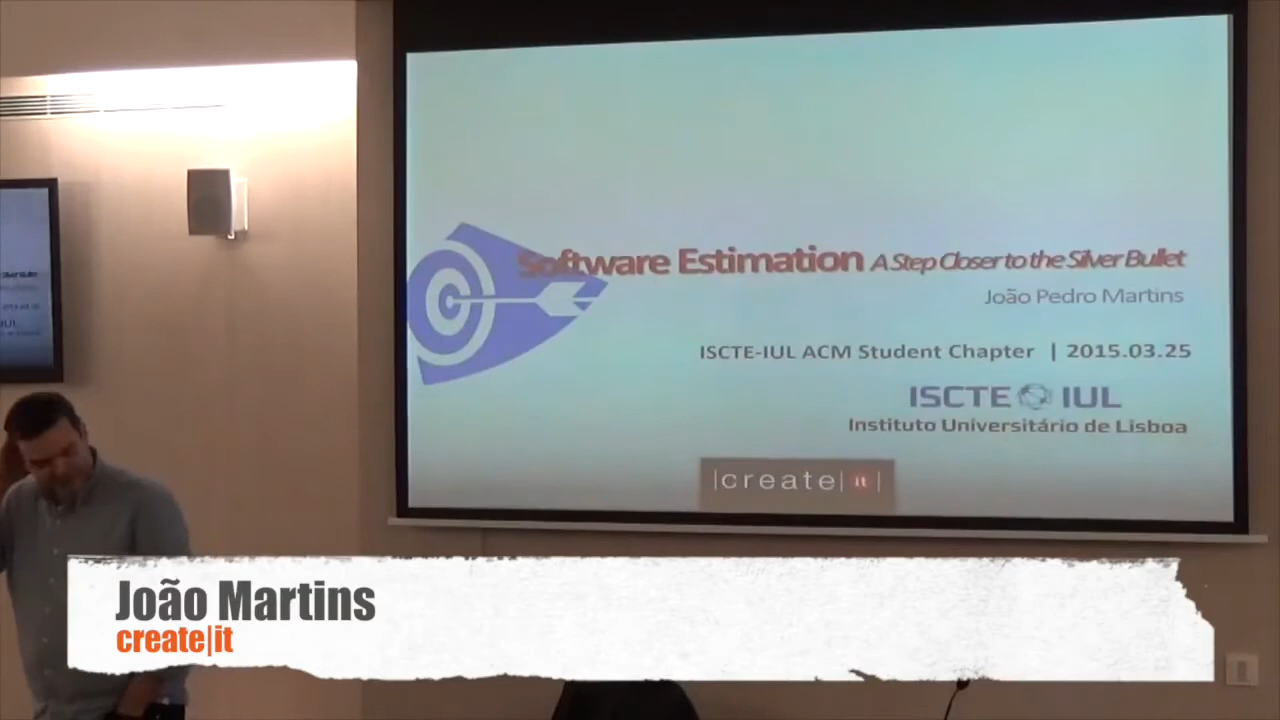 Software Estimation A Step Closer to the Silver Bullet
João Pedro Martins
ISCTE-IUL ACM Student Chapter | 2015.03.25
ISCTE IUL
Instituto Universitário de Lisboa
|create|it|
João Martins
create|it